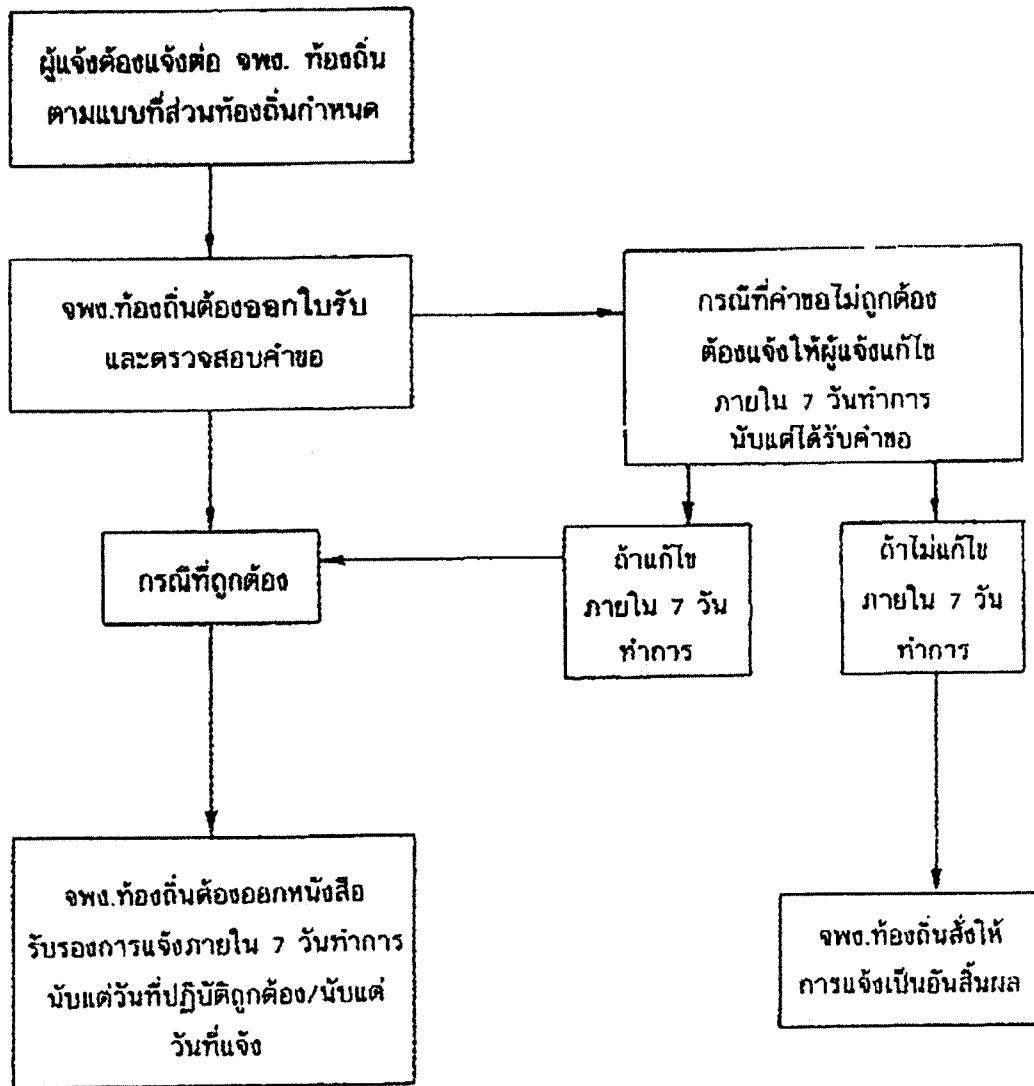 ผู้แจ้งต้องแจ้งต่อ จพง. ท้องถิ่น
ตามแบบที่ส่วนท้องถิ่นกำหนด
จพง.ท้องถิ่นต้องออกใบรับ
และตรวจสอบคำขอ
กรณีที่คำขอไม่ถูกต้อง
ต้องแจ้งให้ผู้แจ้งแก้ไข
ภายใน 7 วันทำการ
นับแต่ได้รับคำขอ
กรณีที่ถูกต้อง
ถ้าแก้ไข
ภายใน 7 วัน
ทำการ
ถ้าไม่แก้ไข
ภายใน 7 วัน
ทำการ
จพง.ท้องถิ่นต้องออกหนังสือ
รับรองการแจ้งภายใน 7 วันทำการ
นับแต่วันที่ปฏิบัติถูกต้อง/นับแต่
วันที่แจ้ง
จพง.ท้องถิ่นสั่งให้
การแจ้งเป็นอันสิ้นผล